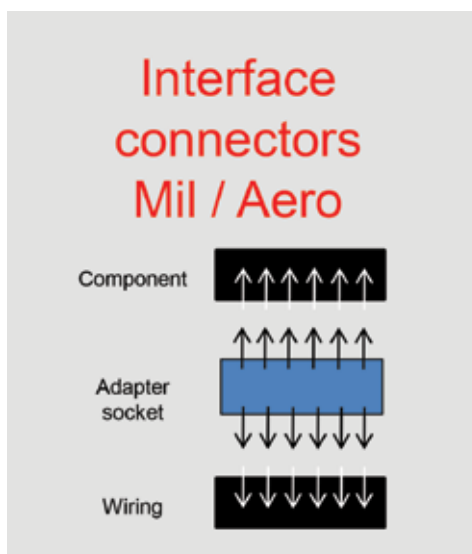 Interface
connectors
Mil / Aero
Component
Adapter
socket
Wiring